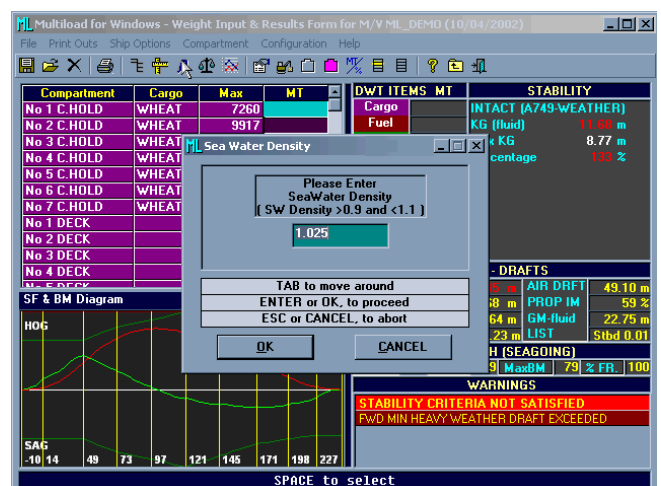 Multiload for Windows - Weight Input & Results Form for M/V ML_DEMO (10/04/2002)
File Print Outs Ship Options Compartment Configuration Help
Compartment Cargo Max MT
No 1 C.HOLD WHEAT 7260
No 2 C.HOLD WHEAT 9917
No 3 C.HOLD WHEAT
No 4 C.HOLD WHEAT
No 5 C.HOLD WHEAT
No 6 C.HOLD WHEAT
No 7 C.HOLD WHEAT
No 1 DECK
No 2 DECK
No 3 DECK
No 4 DECK
DWT ITEMS MT
Cargo
Fuel
STABILITY
INTACT (A749-WEATHER)
KG (fluid) 11.68 m
KG 8.77 m
centage 133 %
ML Sea Water Density
Please Enter
SeaWater Density
( SW Density >0.9 and <1.1 )
1.025
TAB to move around
ENTER or OK, to proceed
ESC or CANCEL, to abort
OK CANCEL
- DRAFTS
m AIR DRFT 49.10 m
m PROP IM 59 %
64 m GM-fluid 22.75 m
.23 m LIST Stbd 0.01
H (SEAGOING)
9 MaxBM 79 % FR. 100
WARNINGS
STABILITY CRITERIA NOT SATISFIED
FWD MIN HEAVY WEATHER DRAFT EXCEEDED
SF & BM Diagram
HOG
SAG
-10 14 49 73 97 121 145 171 198 227
SPACE to select